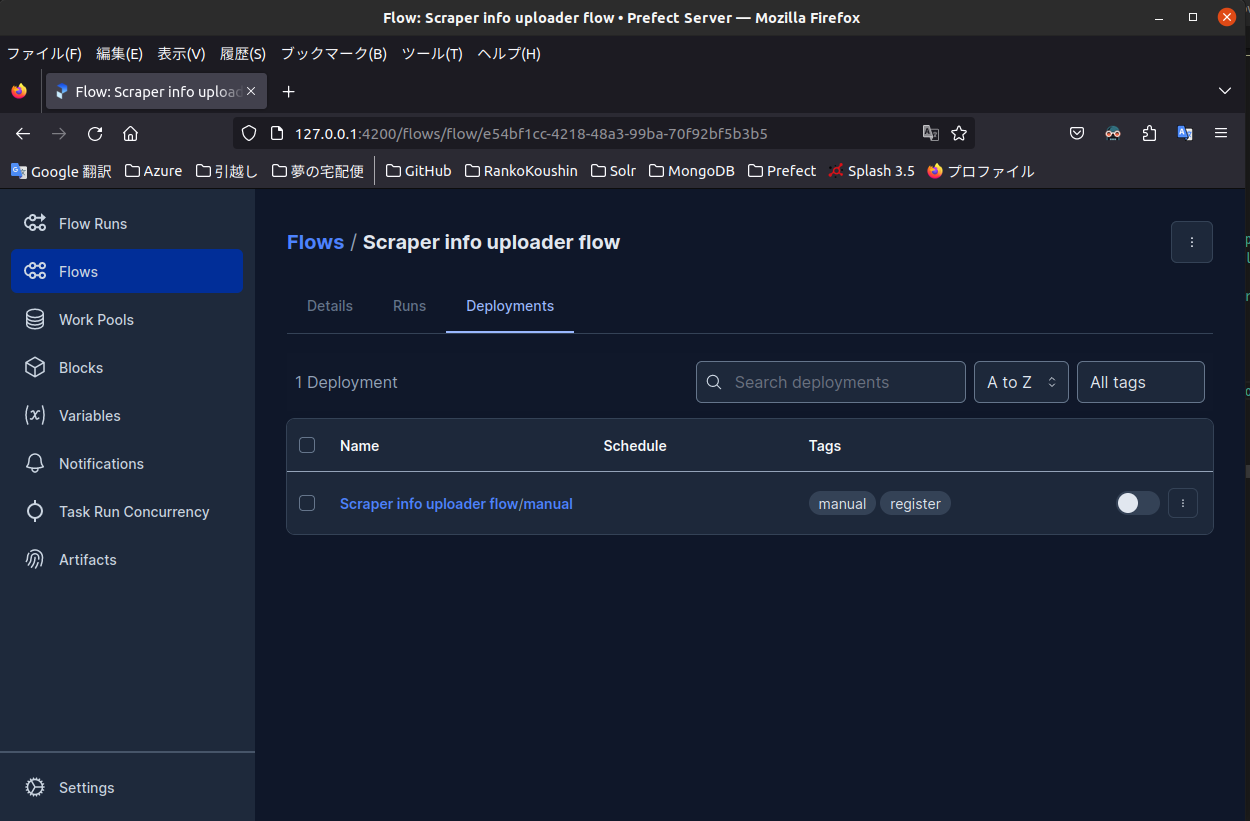 Flow: Scraper info uploader flow • Prefect Server — Mozilla Firefox
ファイル(F) 編集(E) 表示(V) 履歴(S) ブックマーク(B) ツール(T) ヘルプ(H)
Flow: Scraper info upload
127.0.0.1:4200/flows/flow/e54bf1cc-4218-48a3-99ba-70f92bf5b3b5
Google 翻訳 Azure 引越し 夢の宅配便 GitHub RankoKoushin Solr MongoDB Prefect Splash 3.5 プロファイル
Flow Runs
Flows
Work Pools
Blocks
Variables
Notifications
Task Run Concurrency
Artifacts
Settings
Flows / Scraper info uploader flow
Details Runs Deployments
1 Deployment Search deployments A to Z All tags
Name Schedule Tags
Scraper info uploader flow/manual manual register